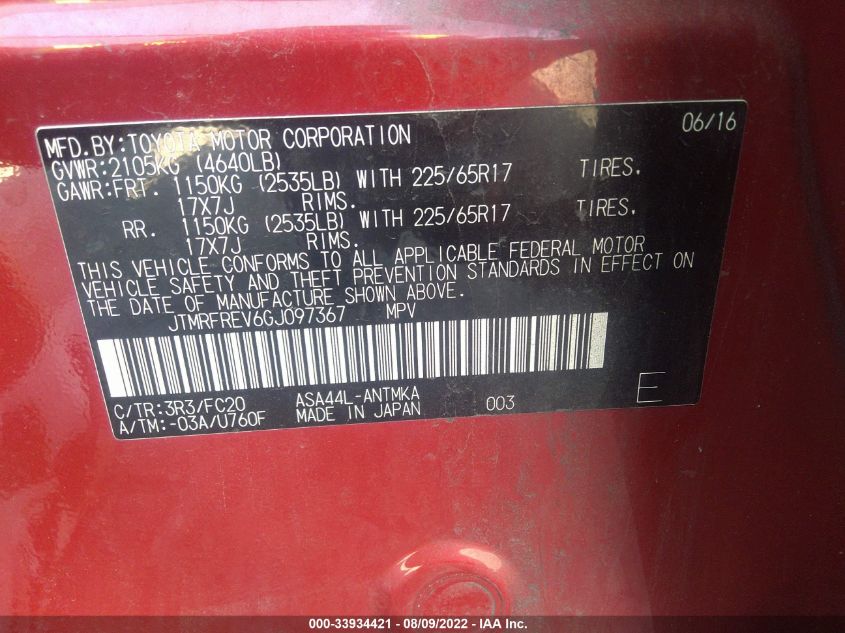 06/16
MFD.BY:TOYOTA MOTOR CORPORATION
GVWR:2105KG (4640LB)
GAWR:FRT. 1150KG (2535LB) WITH 225/65R17 TIRES,
17X7J RIMS.
RR. 1150KG (2535LB) WITH 225/65R17 TIRES,
17X7J RIMS.
THIS VEHICLE CONFORMS TO ALL APPLICABLE FEDERAL MOTOR
VEHICLE SAFETY AND THEFT PREVENTION STANDARDS IN EFFECT ON
THE DATE OF MANUFACTURE SHOWN ABOVE.
JTMRFREV6GJ097367 MPV
C/TR:3R3/FC20 ASA44L-ANTMKA 003 E
A/TM:-03A/U760F MADE IN JAPAN
000-33934421 - 08/09/2022 - IAA Inc.